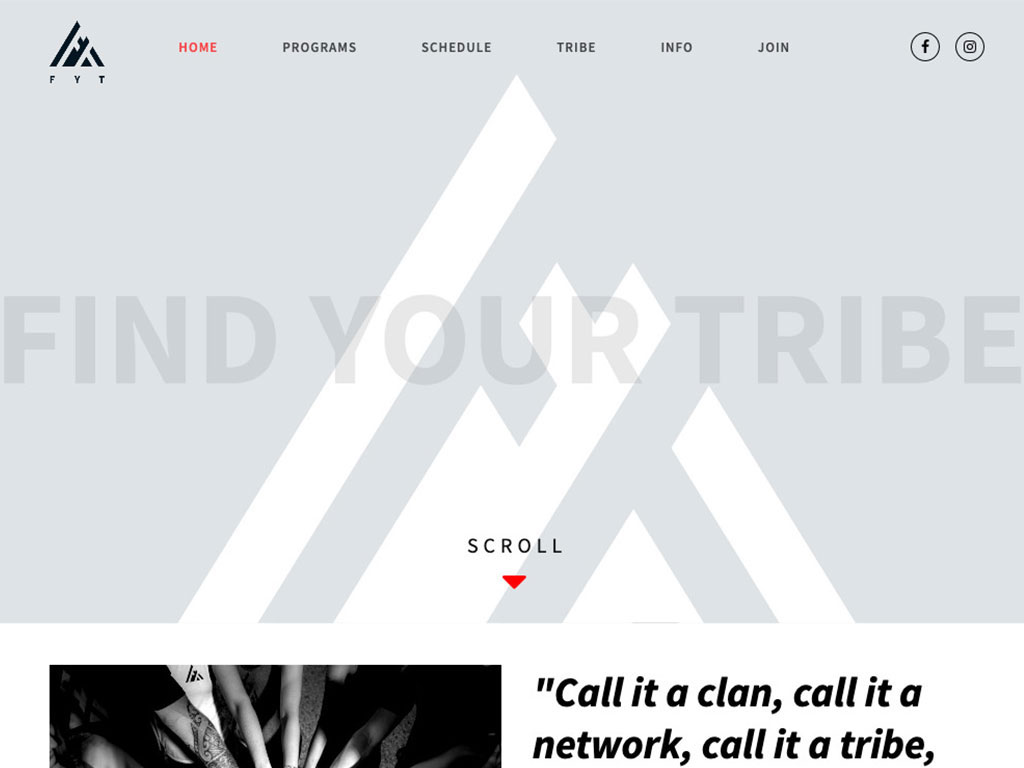 HOME PROGRAMS SCHEDULE TRIBE INFO JOIN
F Y T
FIND YOUR TRIBE
SCROLL
"Call it a clan, call it a
network, call it a tribe,